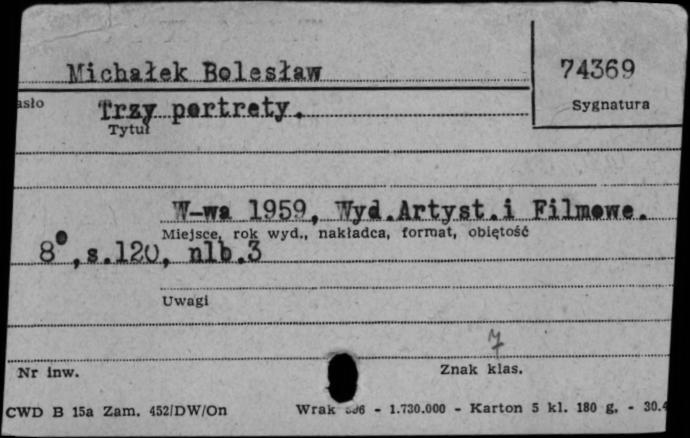 Michałek Bolesław
74369
asło
Sygnatura
Trzy portrety.
Tytuł
W-wa 1959, Wyd.Artyst.i Filmowe.
Miejsce, rok wyd., nakładca, format, objętość
8°,s.120, nlb.3
Uwagi
7
Nr inw.
Znak klas.
CWD B 15a Zam. 452/DW/On
Wrak - 1.730.000 - Karton 5 kl. 180 g. - 30.4